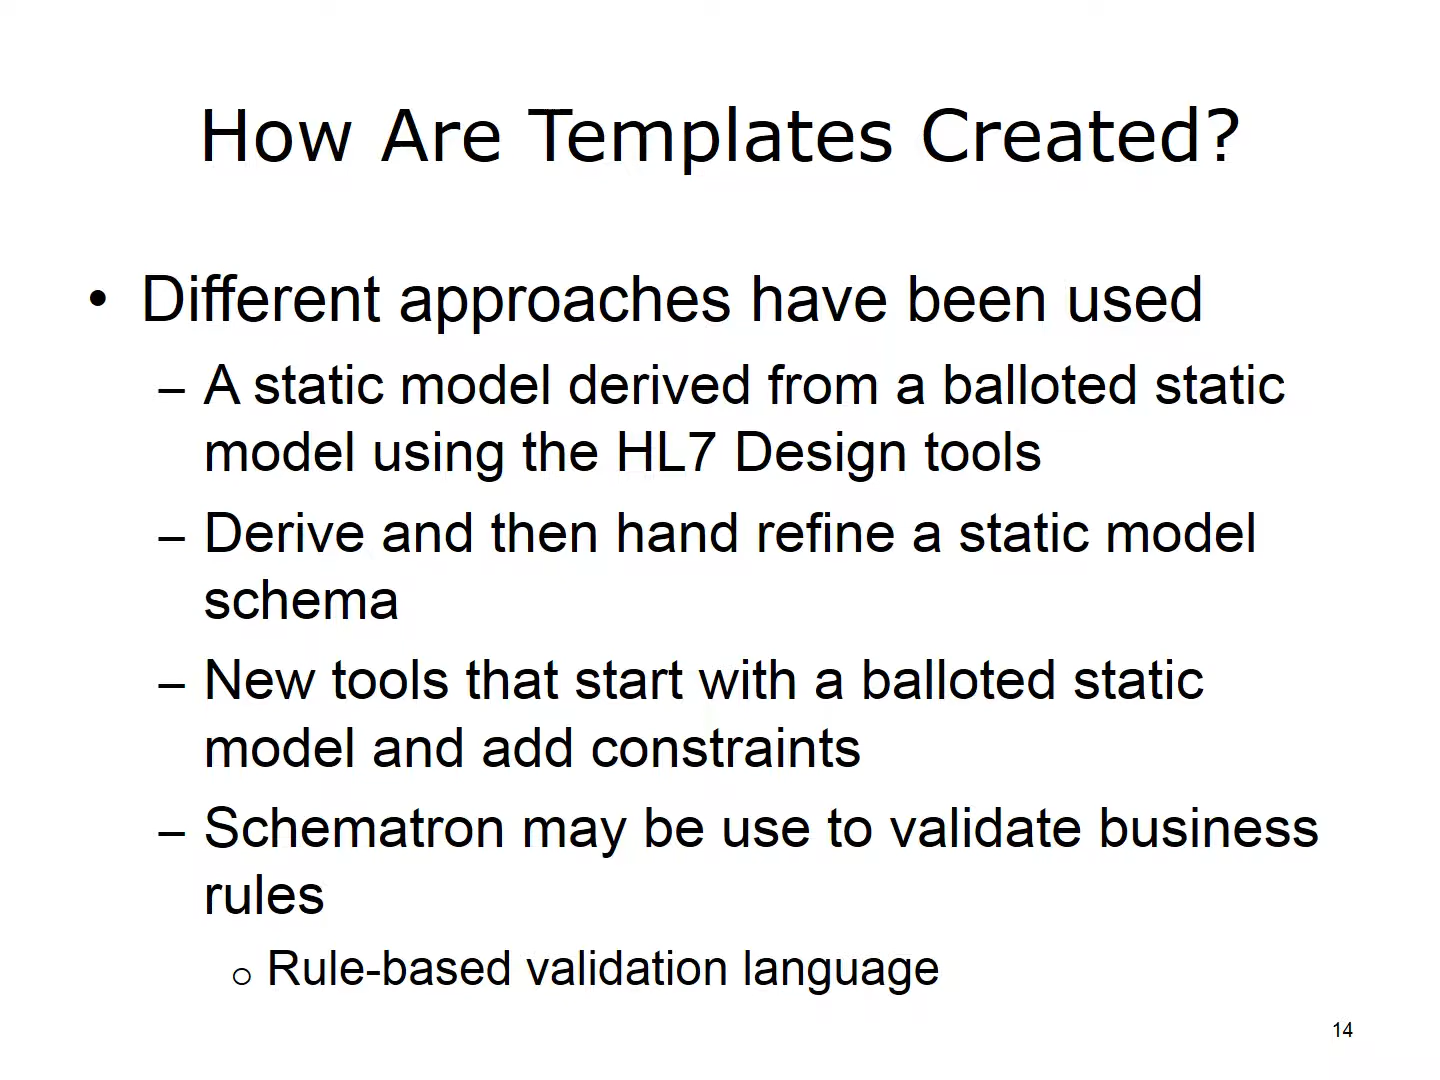 How Are Templates Created?
• Different approaches have been used
– A static model derived from a balloted static
model using the HL7 Design tools
– Derive and then hand refine a static model
schema
– New tools that start with a balloted static
model and add constraints
– Schematron may be use to validate business
rules
○ Rule-based validation language
14